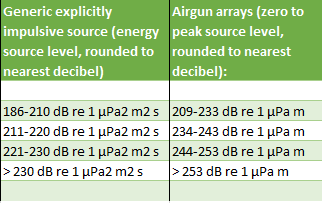 Generic explicitly Airgun arrays (zero to
impulsive source (energy peak source level,
source level, rounded to rounded to nearest
nearest decibel) decibel):
186-210 dB re 1 µPa2 m2 s 209-233 dB re 1 µPa m
211-220 dB re 1 µPa2 m2 s 234-243 dB re 1 µPa m
221-230 dB re 1 µPa2 m2 s 244-253 dB re 1 µPa m
> 230 dB re 1 µPa2 m2 s > 253 dB re 1 µPa m